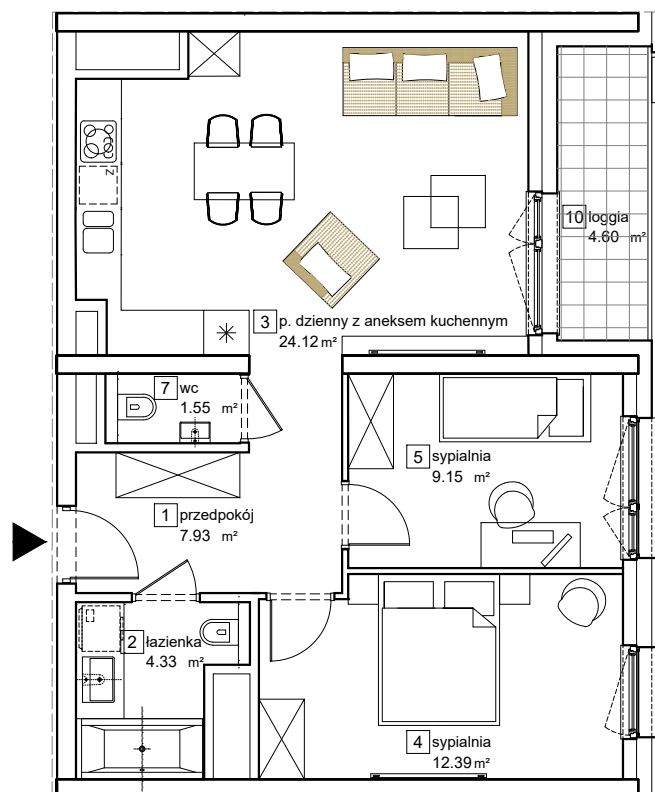 10 loggia
4.60 m²
3 p. dzienny z aneksem kuchennym
24.12 m²
7 wc
1.55 m²
5 sypialnia
9.15 m²
1 przedpokój
7.93 m²
2 łazienka
4.33 m²
4 sypialnia
12.39 m²
Z